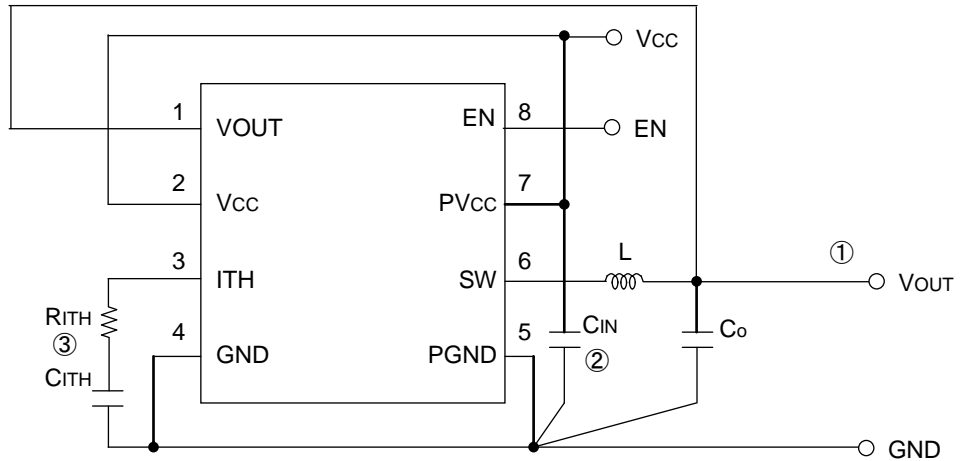 VCC
1
VOUT
EN
8
EN
2
VCC
PVCC
7
3
ITH
SW
6
L
①
VOUT
RITH
③
CITH
4
GND
PGND
5
CIN
②
Co
GND